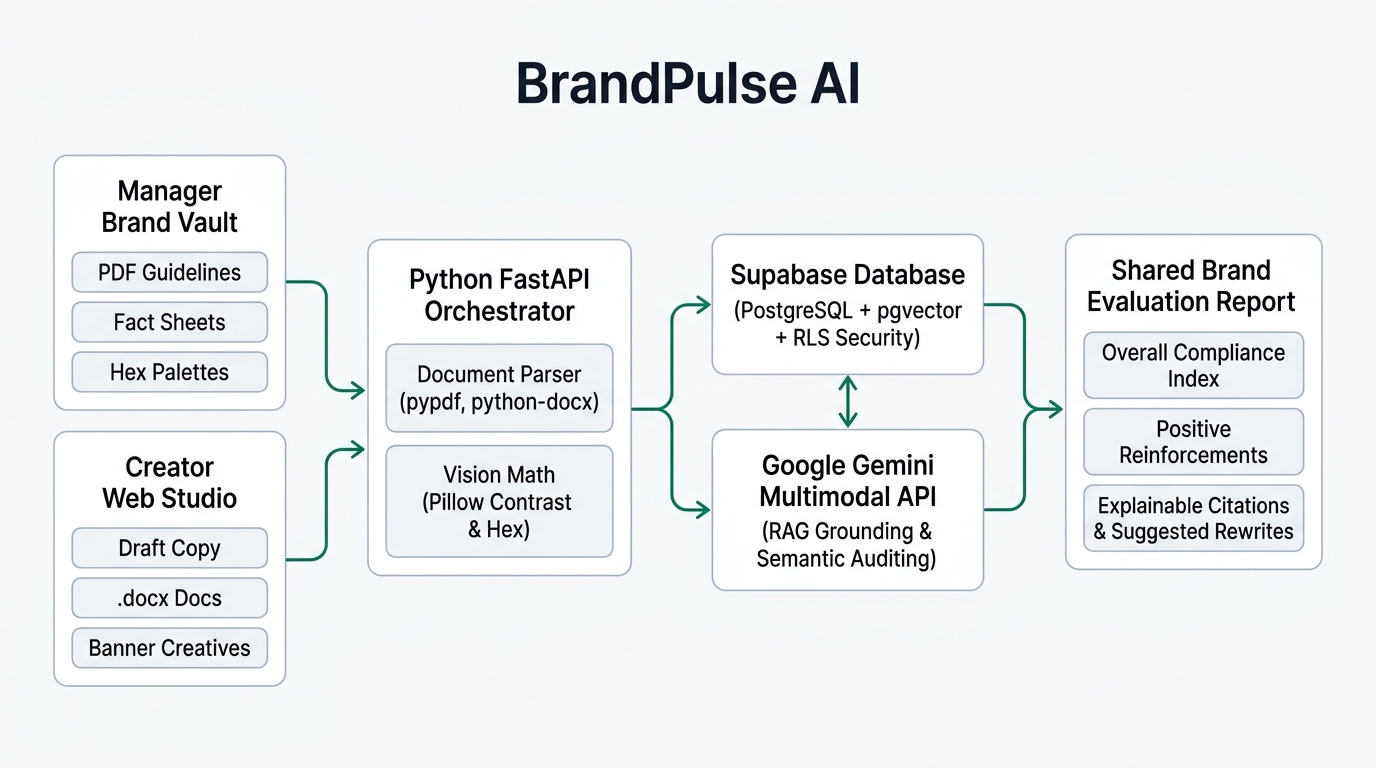 BrandPulse AI
Manager
Brand Vault
PDF Guidelines
Fact Sheets
Hex Palettes
Creator
Web Studio
Draft Copy
.docx Docs
Banner Creatives
Python FastAPI
Orchestrator
Document Parser
(pypdf, python-docx)
Vision Math
(Pillow Contrast
& Hex)
Supabase Database
(PostgreSQL + pgvector
+ RLS Security)
Google Gemini
Multimodal API
(RAG Grounding &
Semantic Auditing)
Shared Brand
Evaluation Report
Overall Compliance
Index
Positive
Reinforcements
Explainable Citations
& Suggested Rewrites